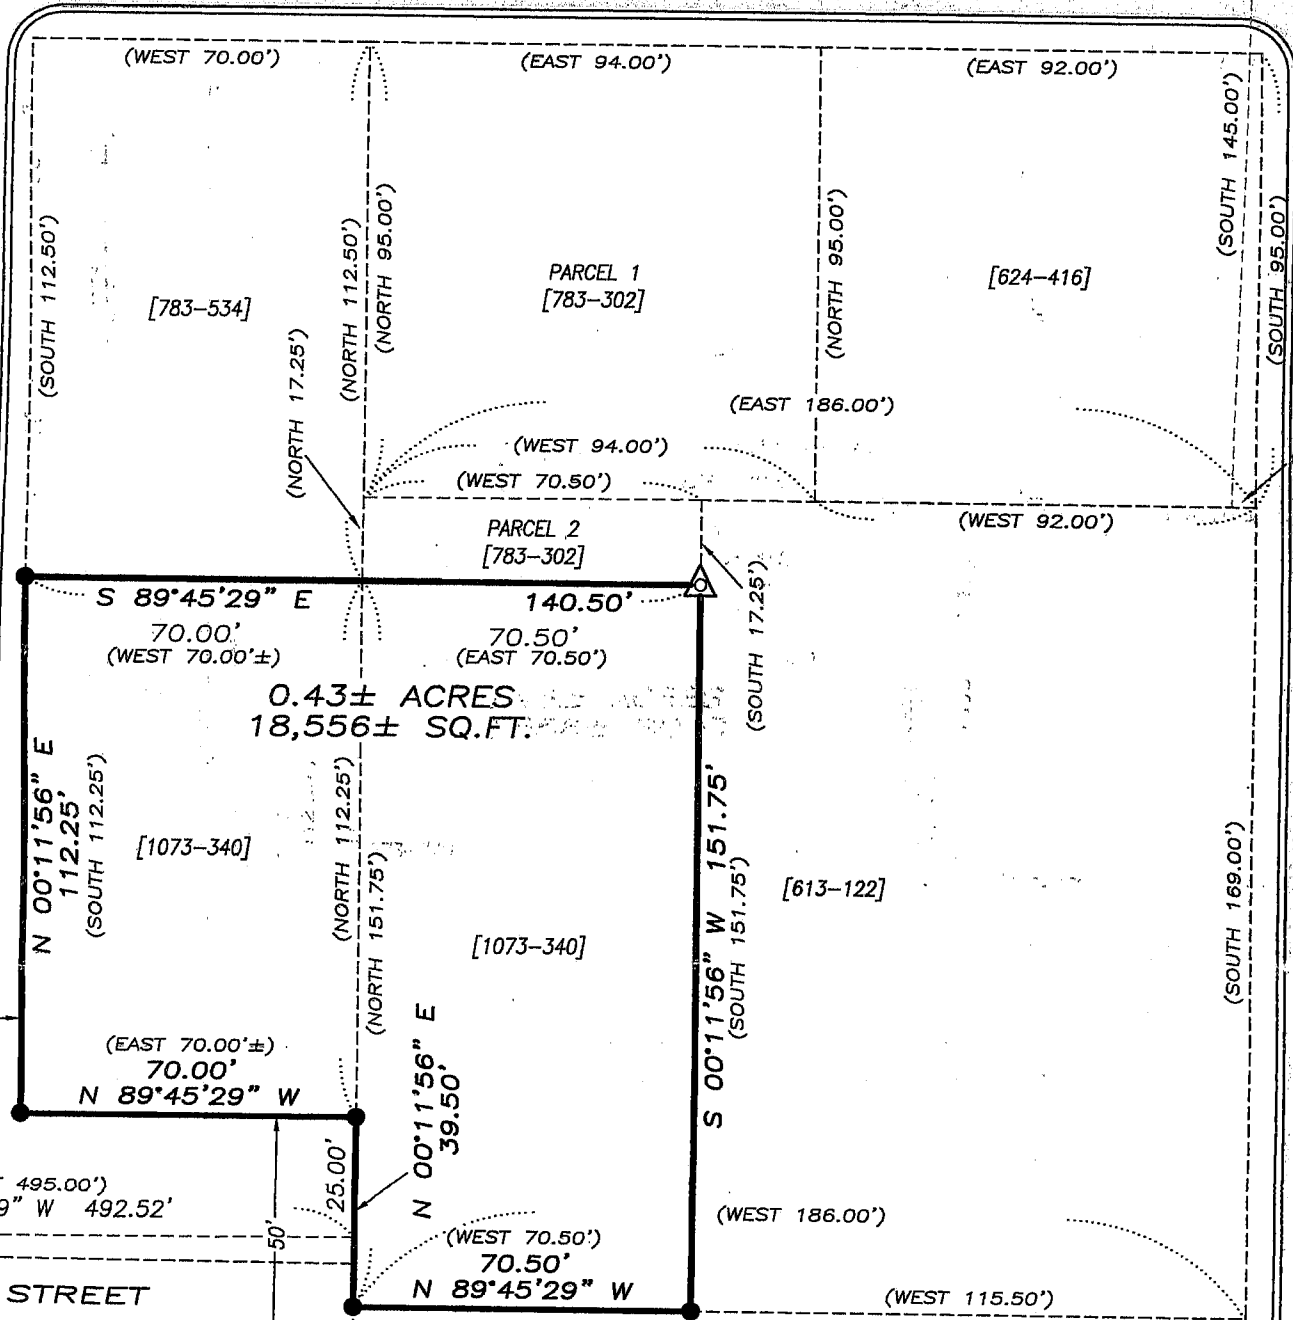 (WEST 70.00')
(EAST 94.00')
(EAST 92.00')
(SOUTH 145.00')
(SOUTH 95.00')
(SOUTH 112.50')
(NORTH 112.50')
(NORTH 95.00')
(NORTH 95.00')
[783-534]
PARCEL 1
[783-302]
[624-416]
(NORTH 17.25')
(EAST 186.00')
(WEST 94.00')
(WEST 70.50')
PARCEL 2
[783-302]
(WEST 92.00')
(SOUTH 17.25')
S 89°45'29" E
140.50'
70.00'
(WEST 70.00'±)
70.50'
(EAST 70.50')
0.43± ACRES
18,556± SQ.FT.
N 00°11'56" E
112.25'
(SOUTH 112.25')
[1073-340]
(NORTH 112.25')
(NORTH 151.75')
[1073-340]
S 00°11'56" W 151.75'
(SOUTH 151.75')
[613-122]
(SOUTH 169.00')
(EAST 70.00'±)
70.00'
N 89°45'29" W
N 00°11'56" E
39.50'
25.00'
495.00')
9" W 492.52'
50'
STREET
(WEST 70.50')
70.50'
N 89°45'29" W
(WEST 186.00')
(WEST 115.50')